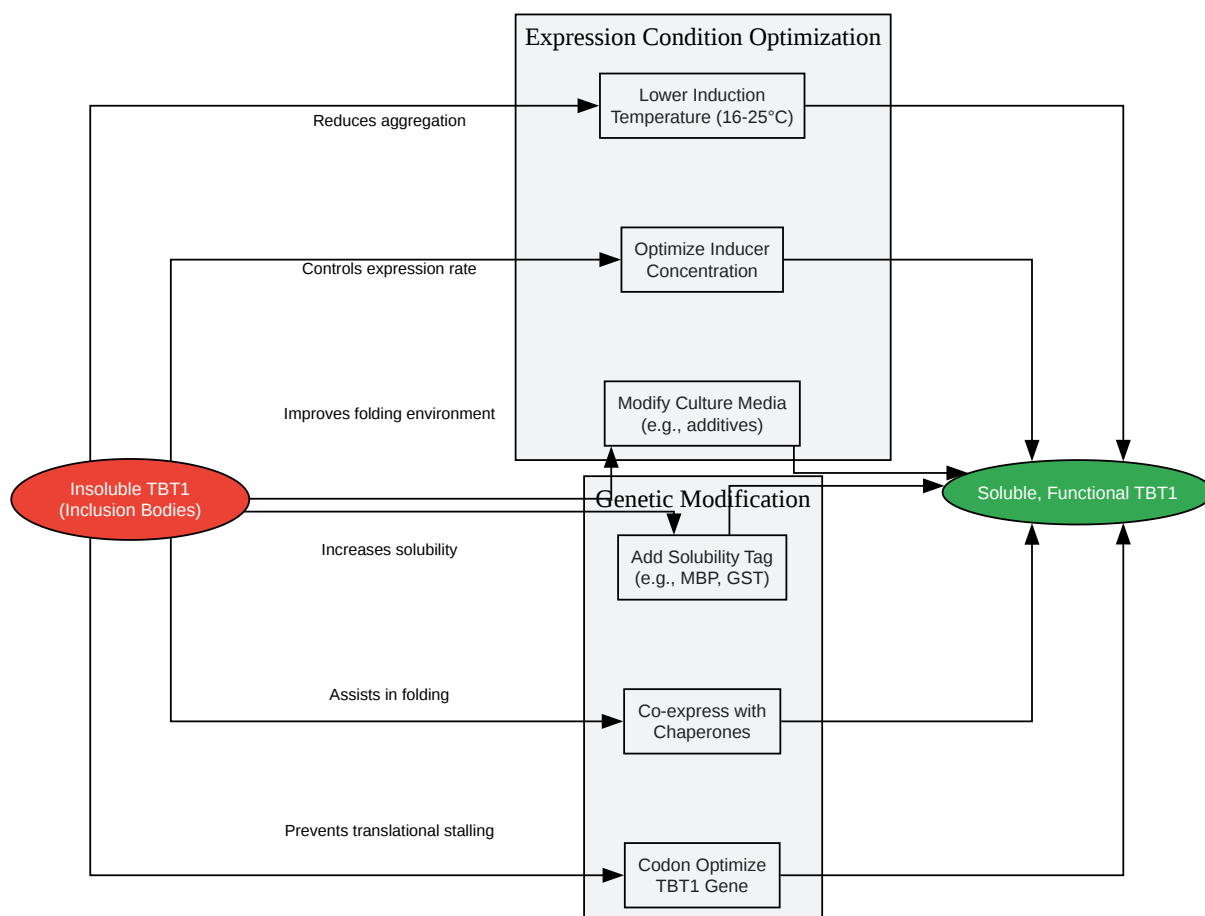 Expression Condition Optimization
Lower Induction
Temperature (16-25°C)
Reduces aggregation
Optimize Inducer
Concentration
Controls expression rate
Modify Culture Media
(e.g., additives)
Improves folding environment
Insoluble TBT1
(Inclusion Bodies)
Soluble, Functional TBT1
Genetic Modification
Increases solubility
Add Solubility Tag
(e.g., MBP, GST)
Assists in folding
Co-express with
Chaperones
Prevents translational stalling
Codon Optimize
TBT1 Gene